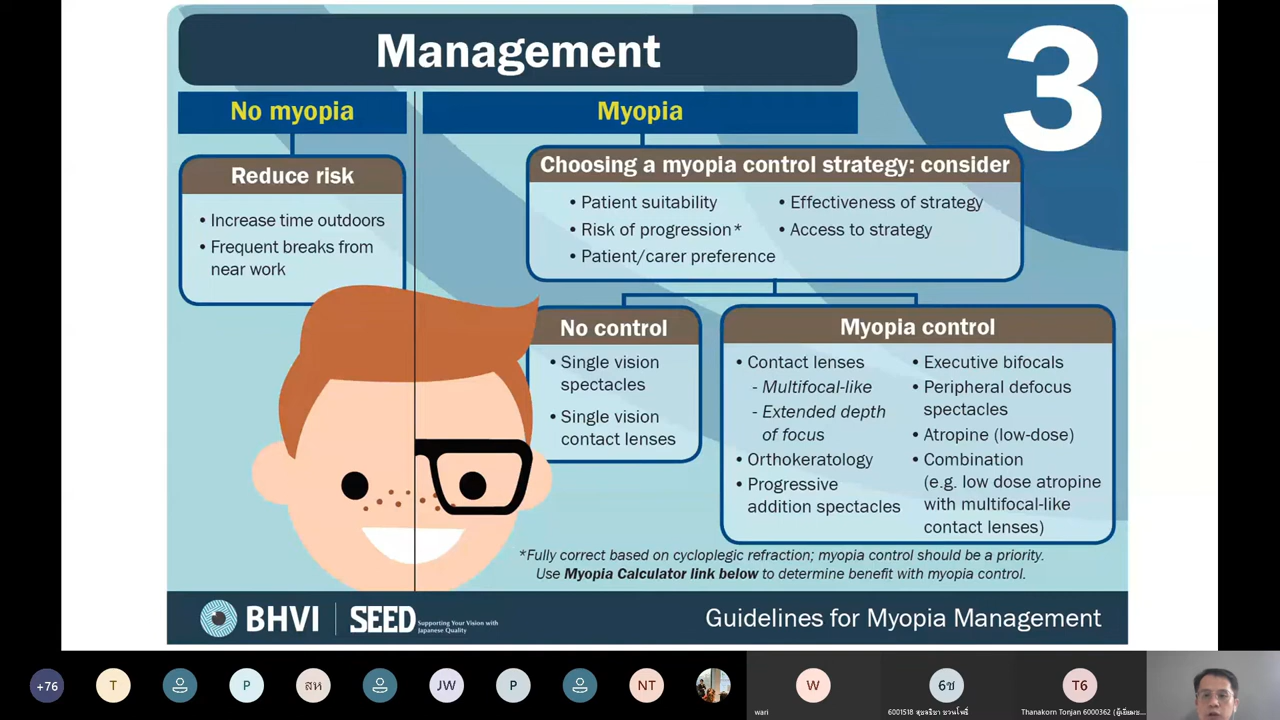 Management
3
No myopia
Myopia
Reduce risk
• Increase time outdoors
• Frequent breaks from
near work
Choosing a myopia control strategy: consider
• Patient suitability
• Risk of progression*
• Patient/carer preference
• Effectiveness of strategy
• Access to strategy
No control
• Single vision
spectacles
• Single vision
contact lenses
Myopia control
• Contact lenses
- Multifocal-like
- Extended depth
of focus
• Orthokeratology
• Progressive
addition spectacles
• Executive bifocals
• Peripheral defocus
spectacles
• Atropine (low-dose)
• Combination
(e.g. low dose atropine
with multifocal-like
contact lenses)
*Fully correct based on cycloplegic refraction; myopia control should be a priority.
Use Myopia Calculator link below to determine benefit with myopia control.
BHVI
SEED
Supporting Your Vision with
Japanese Quality
Guidelines for Myopia Management
+76
T
P
สห
JW
P
NT
W
6ช
T6
wari
Thanakorn Tonjan 6000362